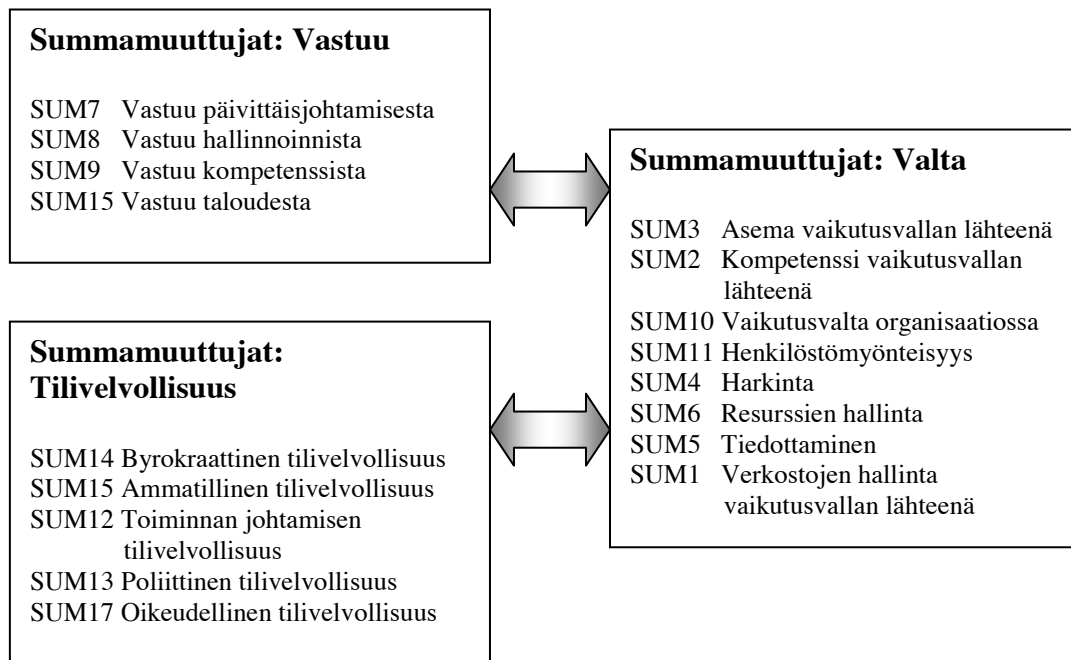 Summamuuttujat: Vastuu
SUM7 Vastuu päivittäisjohtamisesta
SUM8 Vastuu hallinnoinnista
SUM9 Vastuu kompetenssista
SUM15 Vastuu taloudesta
Summamuuttujat:
Tilivelvollisuus
SUM14 Byrokraattinen tilivelvollisuus
SUM15 Ammatillinen tilivelvollisuus
SUM12 Toiminnan johtamisen
tilivelvollisuus
SUM13 Poliittinen tilivelvollisuus
SUM17 Oikeudellinen tilivelvollisuus
Summamuuttujat: Valta
SUM3 Asema vaikutusvallan lähteenä
SUM2 Kompetenssi vaikutusvallan
lähteenä
SUM10 Vaikutusvalta organisaatiossa
SUM11 Henkilöstömyönteisyys
SUM4 Harkinta
SUM6 Resurssien hallinta
SUM5 Tiedottaminen
SUM1 Verkostojen hallinta
vaikutusvallan lähteenä